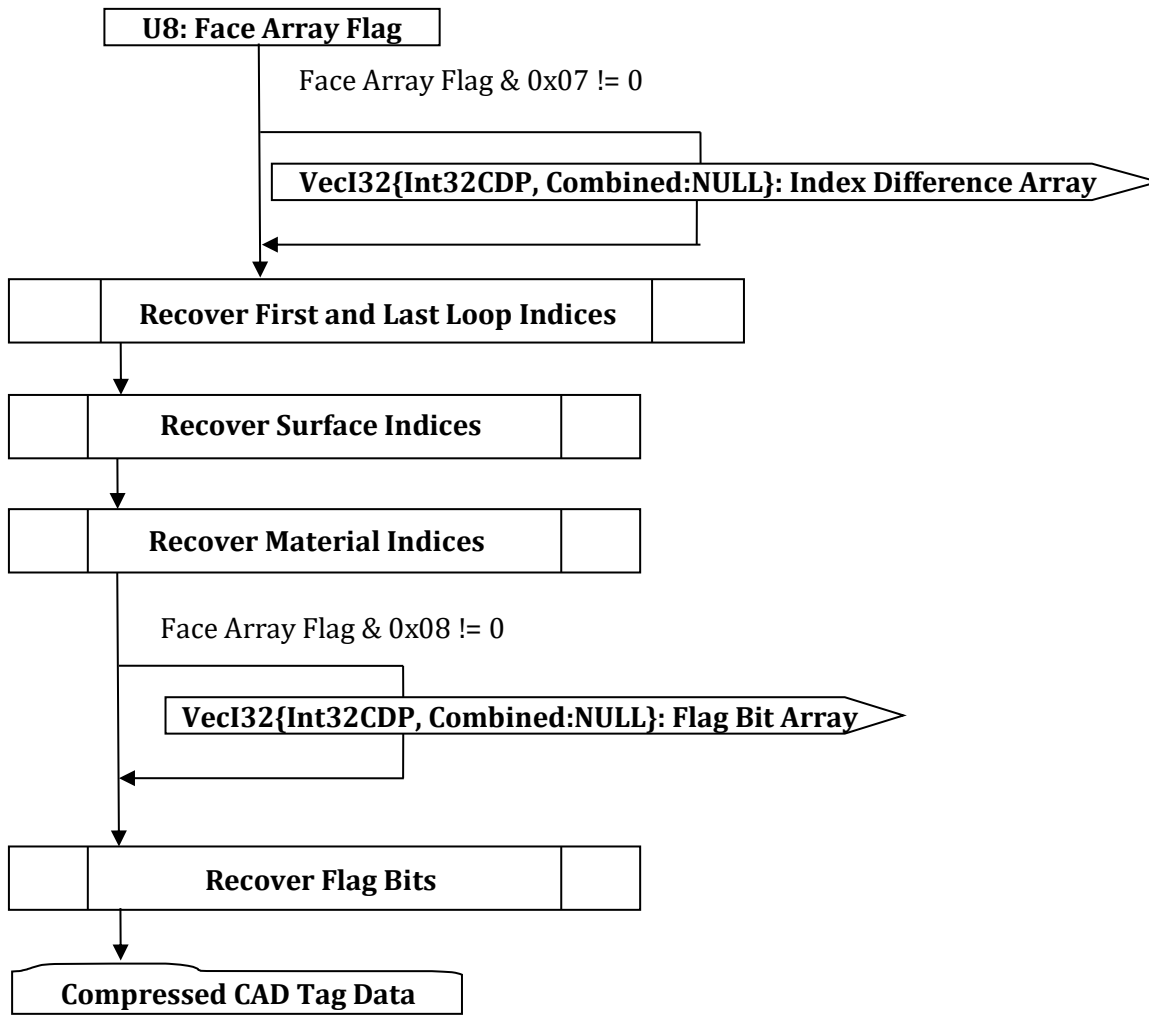 U8: Face Array Flag
Face Array Flag & 0x07 != 0
VecI32{Int32CDP, Combined:NULL}: Index Difference Array
Recover First and Last Loop Indices
Recover Surface Indices
Recover Material Indices
Face Array Flag & 0x08 != 0
VecI32{Int32CDP, Combined:NULL}: Flag Bit Array
Recover Flag Bits
Compressed CAD Tag Data